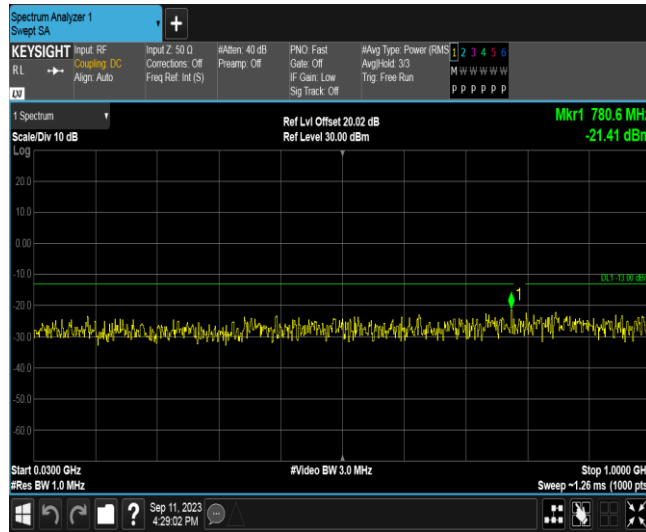 Spectrum Analyzer 1
Swept SA
KEYSIGHT
RL
LXI
Input: RF
Coupling: DC
Align: Auto
Input Z: 50 Ω
Corrections: Off
Freq Ref: Int (S)
#Atten: 40 dB
Preamp: Off
PNO: Fast
Gate: Off
IF Gain: Low
Sig Track: Off
#Avg Type: Power (RMS
Avg|Hold: 3/3
Trig: Free Run
1 2 3 4 5 6
M W W W W W
P P P P P P
1 Spectrum
Scale/Div 10 dB
Log
Ref Lvl Offset 20.02 dB
Ref Level 30.00 dBm
Mkr1 780.6 MHz
-21.41 dBm
20.0
10.0
0.00
-10.0
-20.0
-30.0
-40.0
-50.0
-60.0
DL1 -13.00 dBm
1
Start 0.0300 GHz
#Res BW 1.0 MHz
#Video BW 3.0 MHz
Stop 1.0000 GH
Sweep ~1.26 ms (1000 pts
?
Sep 11, 2023
4:29:02 PM